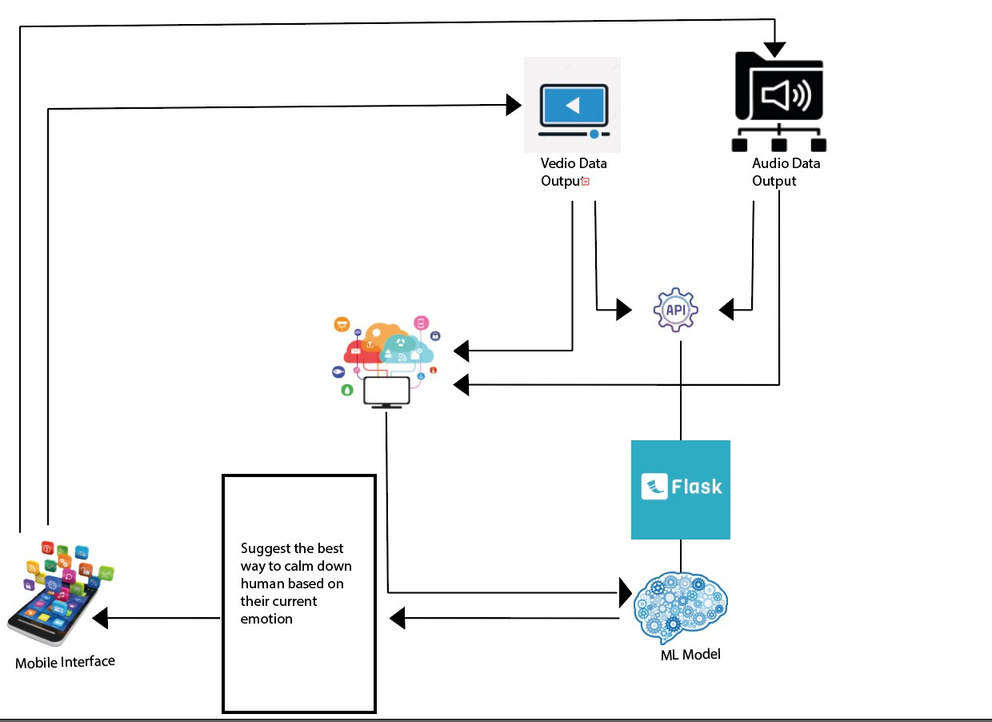 Vedio Data
Output
Audio Data
Output
API
Flask
Suggest the best
way to calm down
human based on
their current
emotion
Mobile Interface
ML Model